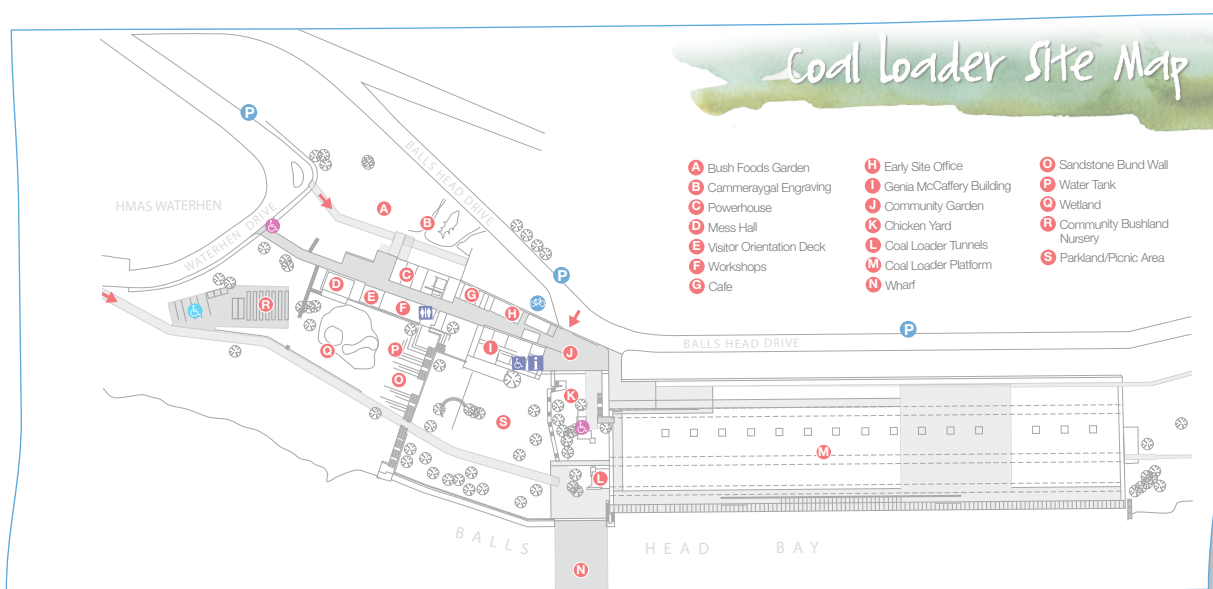 Coal Loader Site Map
A Bush Foods Garden
B Cammeraygal Engraving
C Powerhouse
D Mess Hall
E Visitor Orientation Deck
F Workshops
G Cafe
H Early Site Office
I Genia McCaffery Building
J Community Garden
K Chicken Yard
L Coal Loader Tunnels
M Coal Loader Platform
N Wharf
O Sandstone Bund Wall
P Water Tank
Q Wetland
R Community Bushland
Nursery
S Parkland/Picnic Area
P
BALLS HEAD DRIVE
HMAS WATERHEN
WATERHEN DRIVE
A
B
C
D
E
F
G
H
P
R
I
i
J
P
BALLS HEAD DRIVE
Q
P
O
K
S
M
L
BALLS HEAD BAY
N